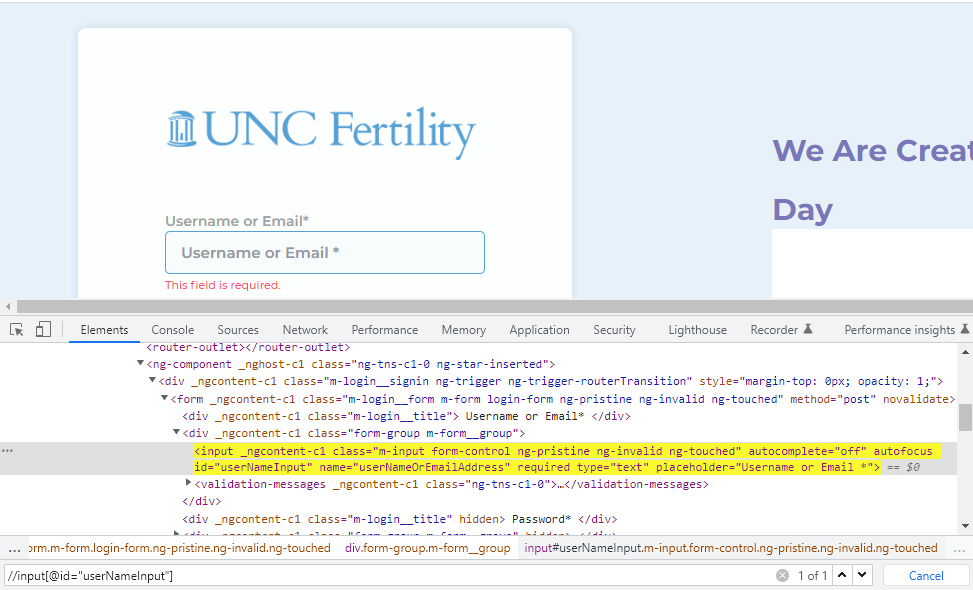 UNC Fertility
We Are Creat
Day
Username or Email*
Username or Email *
This field is required.
Elements Console Sources Network Performance Memory Application Security Lighthouse Recorder Performance insights
<router-outlet></router-outlet>
<ng-component _nghost-c1 class="ng-tns-c1-0 ng-star-inserted">
<div _ngcontent-c1 class="m-login__signin ng-trigger ng-trigger-routerTransition" style="margin-top: 0px; opacity: 1;">
<form _ngcontent-c1 class="m-login__form m-form login-form ng-pristine ng-invalid ng-touched" method="post" novalidate>
<div _ngcontent-c1 class="m-login__title"> Username or Email* </div>
<div _ngcontent-c1 class="form-group m-form__group">
<input _ngcontent-c1 class="m-input form-control ng-pristine ng-invalid ng-touched" autocomplete="off" autofocus
id="userNameInput" name="userNameOrEmailAddress" required type="text" placeholder="Username or Email *"> == $0
<validation-messages _ngcontent-c1 class="ng-tns-c1-0">…</validation-messages>
</div>
<div _ngcontent-c1 class="m-login__title" hidden> Password* </div>
... orm.m-form.login-form.ng-pristine.ng-invalid.ng-touched div.form-group.m-form__group input#userNameInput.m-input.form-control.ng-pristine.ng-invalid.ng-touched ...
//input[@id="userNameInput"] 1 of 1 Cancel